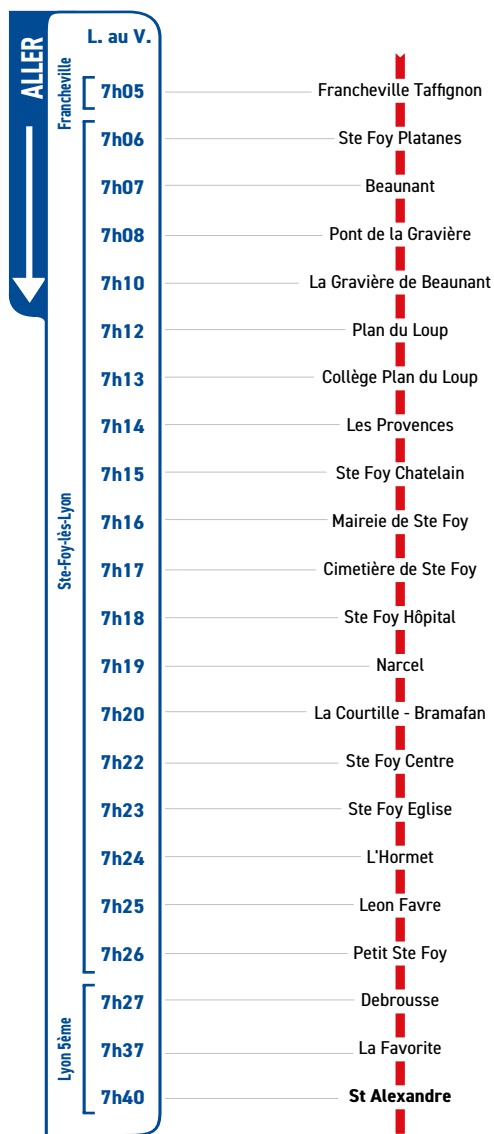 ALLER
L. au V.
Francheville
7h05 Francheville Taffignon
Ste-Foy-lès-Lyon
7h06 Ste Foy Platanes
7h07 Beaunant
7h08 Pont de la Gravière
7h10 La Gravière de Beaunant
7h12 Plan du Loup
7h13 Collège Plan du Loup
7h14 Les Provences
7h15 Ste Foy Chatelain
7h16 Maireie de Ste Foy
7h17 Cimetière de Ste Foy
7h18 Ste Foy Hôpital
7h19 Narcel
7h20 La Courtille - Bramafan
7h22 Ste Foy Centre
7h23 Ste Foy Eglise
7h24 L'Hormet
7h25 Leon Favre
7h26 Petit Ste Foy
Lyon 5ème
7h27 Debrousse
7h37 La Favorite
7h40 St Alexandre